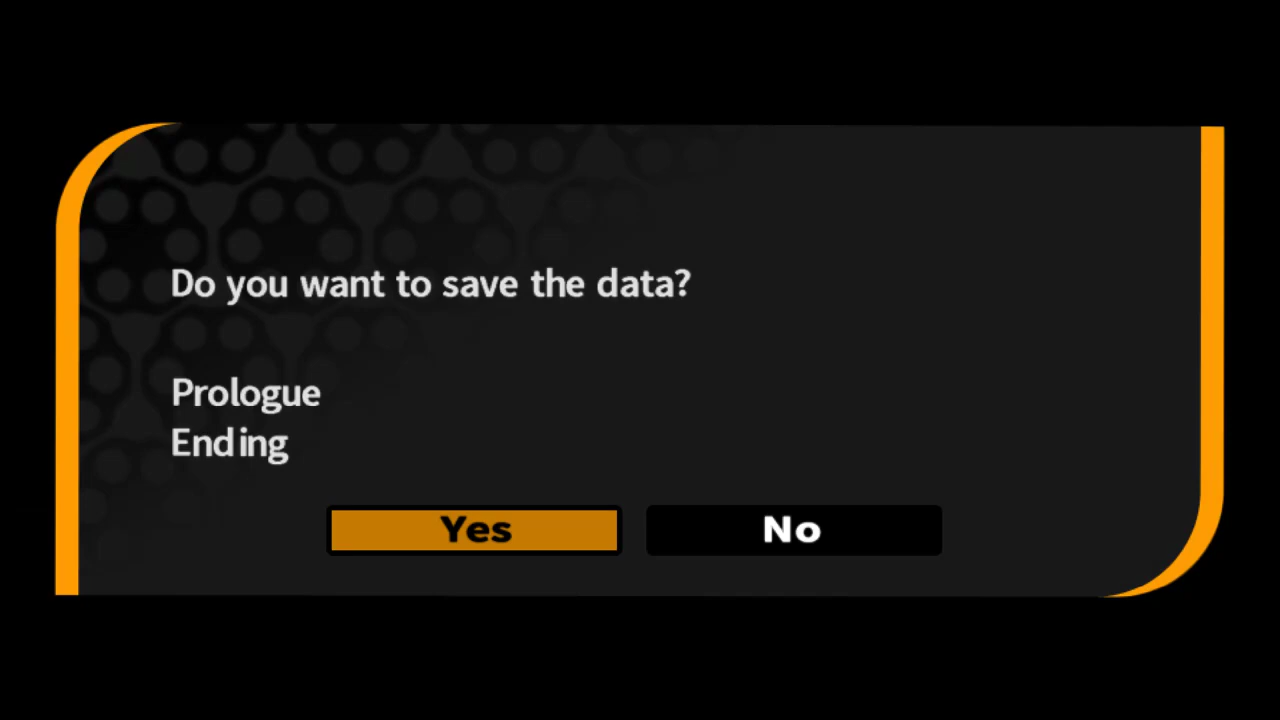 Do you want to save the data?
Prologue
Ending
Yes
No